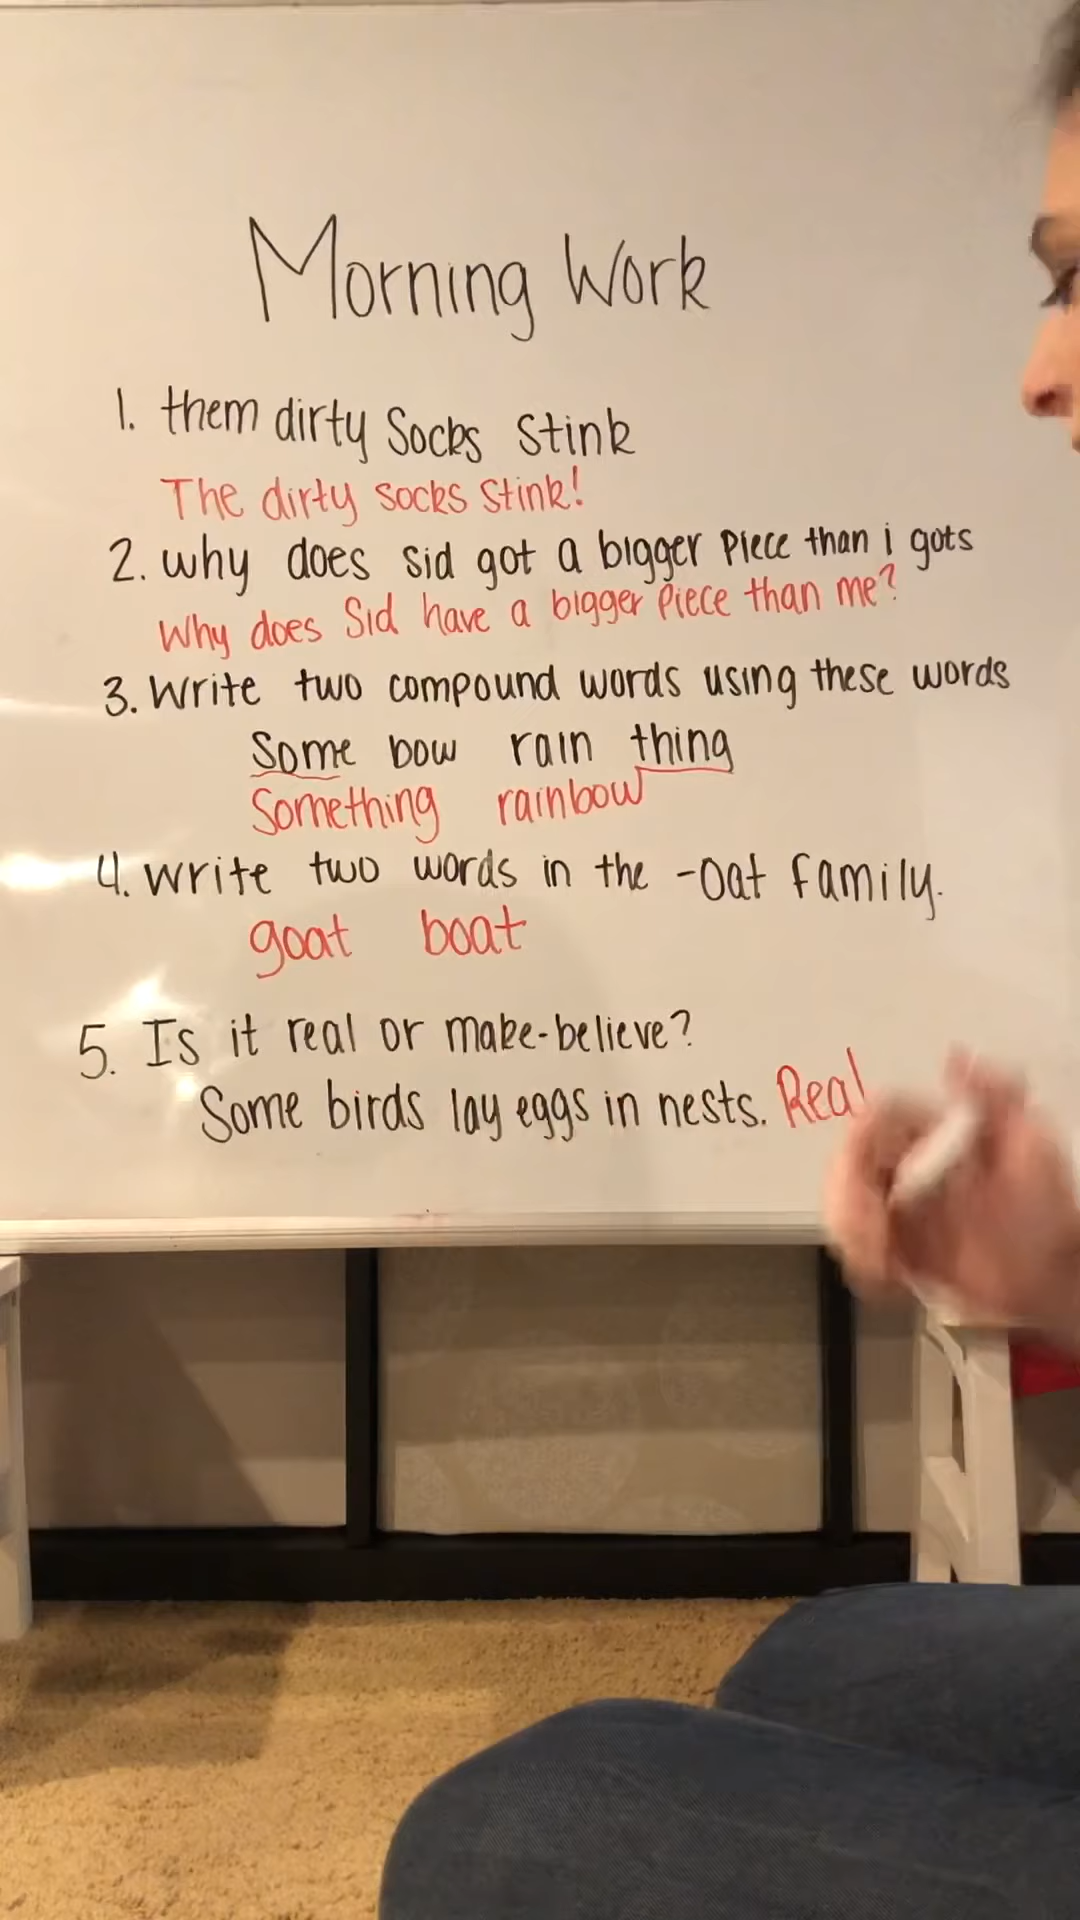 Morning Work
1. them dirty Socks Stink
The dirty socks Stink!
2. why does sid got a bigger piece than i gots
Why does Sid have a bigger piece than me?
3. Write two compound words using these words
Some bow rain thing
Something rainbow
4. Write two words in the -oat family.
goat boat
5. Is it real or make-believe?
Some birds lay eggs in nests. Real